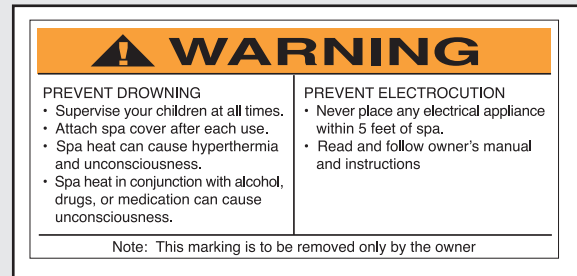 WARNING
PREVENT DROWNING
• Supervise your children at all times.
• Attach spa cover after each use.
• Spa heat can cause hyperthermia
and unconsciousness.
• Spa heat in conjunction with alcohol,
drugs, or medication can cause
unconsciousness.
PREVENT ELECTROCUTION
• Never place any electrical appliance
within 5 feet of spa.
• Read and follow owner's manual
and instructions
Note: This marking is to be removed only by the owner